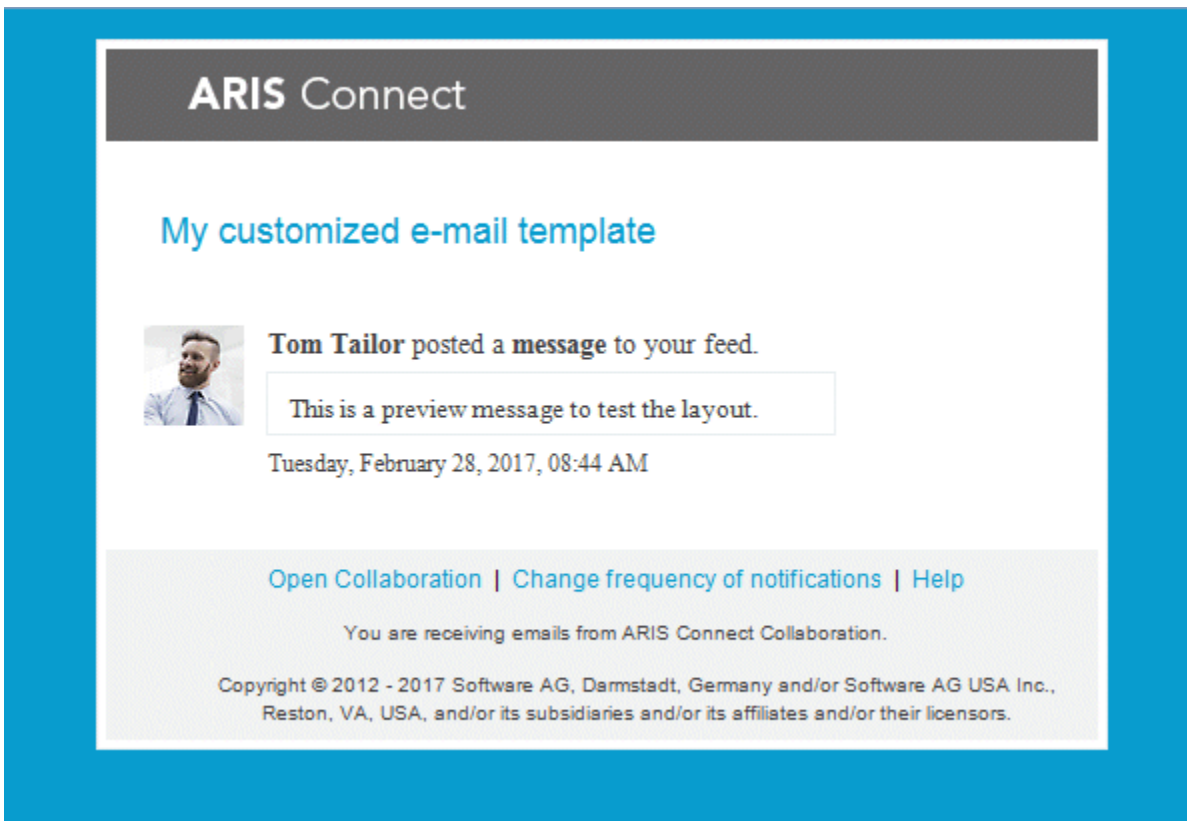 ARIS Connect
My customized e-mail template
Tom Tailor posted a message to your feed.
This is a preview message to test the layout.
Tuesday, February 28, 2017, 08:44 AM
Open Collaboration | Change frequency of notifications | Help
You are receiving emails from ARIS Connect Collaboration.
Copyright © 2012 - 2017 Software AG, Darmstadt, Germany and/or Software AG USA Inc.,
Reston, VA, USA, and/or its subsidiaries and/or its affiliates and/or their licensors.